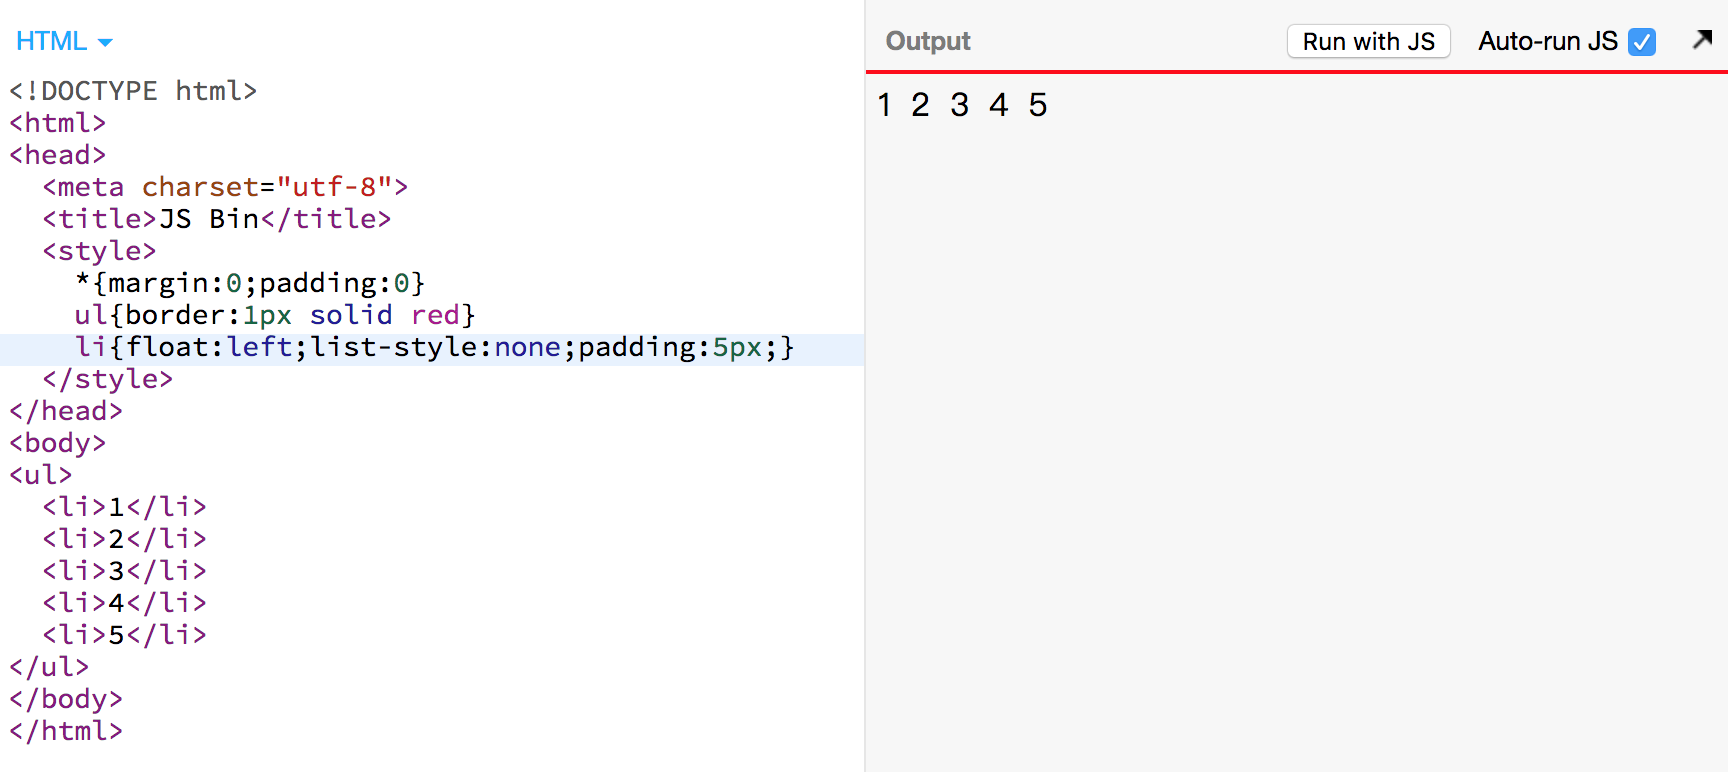 HTML
<!DOCTYPE html>
<html>
<head>
  <meta charset="utf-8">
  <title>JS Bin</title>
  <style>
    *{margin:0;padding:0}
    ul{border:1px solid red}
    li{float:left;list-style:none;padding:5px;}
  </style>
</head>
<body>
<ul>
  <li>1</li>
  <li>2</li>
  <li>3</li>
  <li>4</li>
  <li>5</li>
</ul>
</body>
</html>
Output Run with JS Auto-run JS
1 2 3 4 5